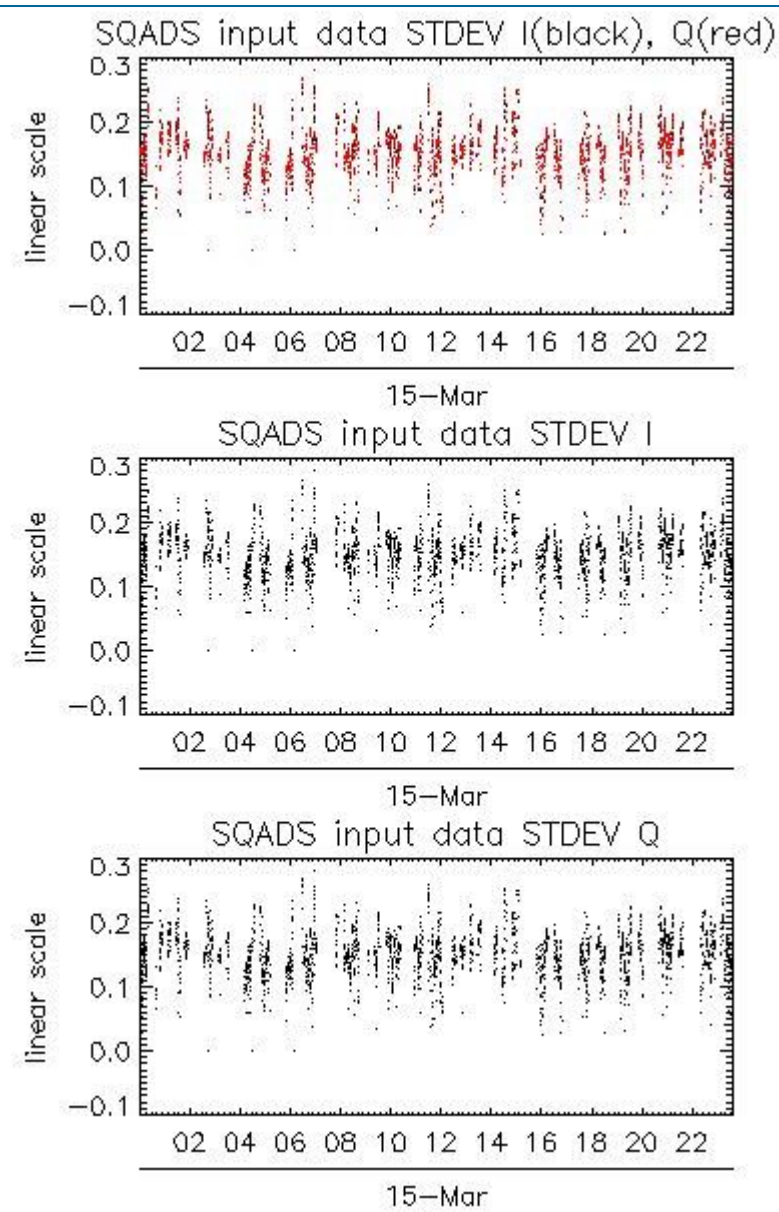 SQADS input data STDEV I(black), Q(red)
0.3
0.2
0.1
0.0
−0.1
linear scale
02 04 06 08 10 12 14 16 18 20 22
15−Mar
SQADS input data STDEV I
0.3
0.2
0.1
0.0
−0.1
linear scale
02 04 06 08 10 12 14 16 18 20 22
15−Mar
SQADS input data STDEV Q
0.3
0.2
0.1
0.0
−0.1
linear scale
02 04 06 08 10 12 14 16 18 20 22
15−Mar